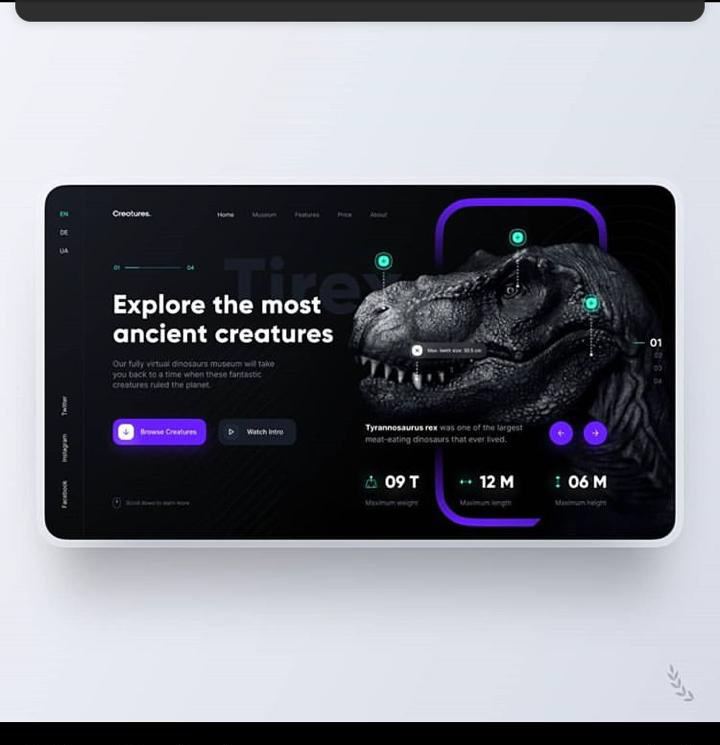 EN
DE
UA
Creatures.
Home Museum Features Price About
01 04
Tirex
Explore the most
ancient creatures
Our fully virtual dinosaurs museum will take
you back to a time when these fantastic
creatures ruled the planet.
Browse Creatures
Watch Intro
Scroll down to learn more
Twitter
Instagram
Facebook
Max. teeth size: 30.5 cm
01
02
03
04
Tyrannosaurus rex was one of the largest
meat-eating dinosaurs that ever lived.
09 T 12 M 06 M
Maximum weight Maximum length Maximum height